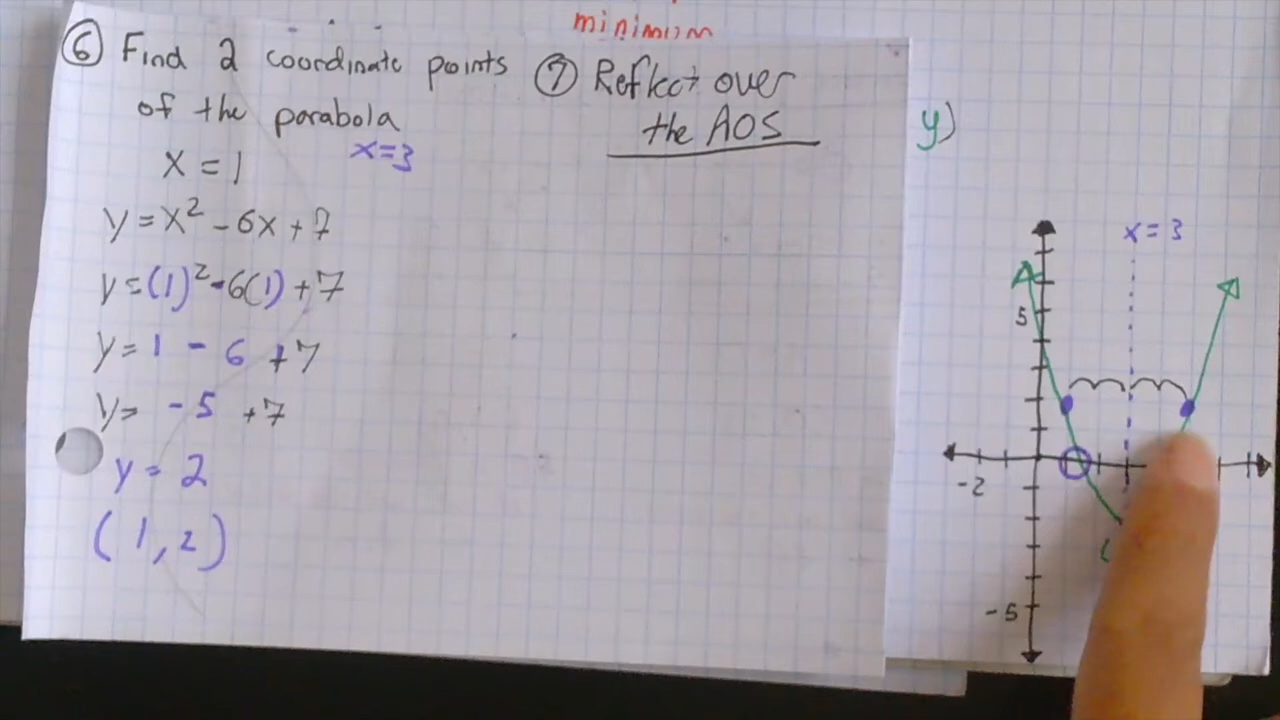 minimum
⑥ Find 2 coordinate points
of the parabola
x=3
x = 1
y = x² - 6x + 7
y = (1)² - 6(1) + 7
y = 1 - 6 + 7
y = -5 + 7
y = 2
(1,2)
⑦ Reflect over
the AOS
y)
x = 3
5
-2
-5